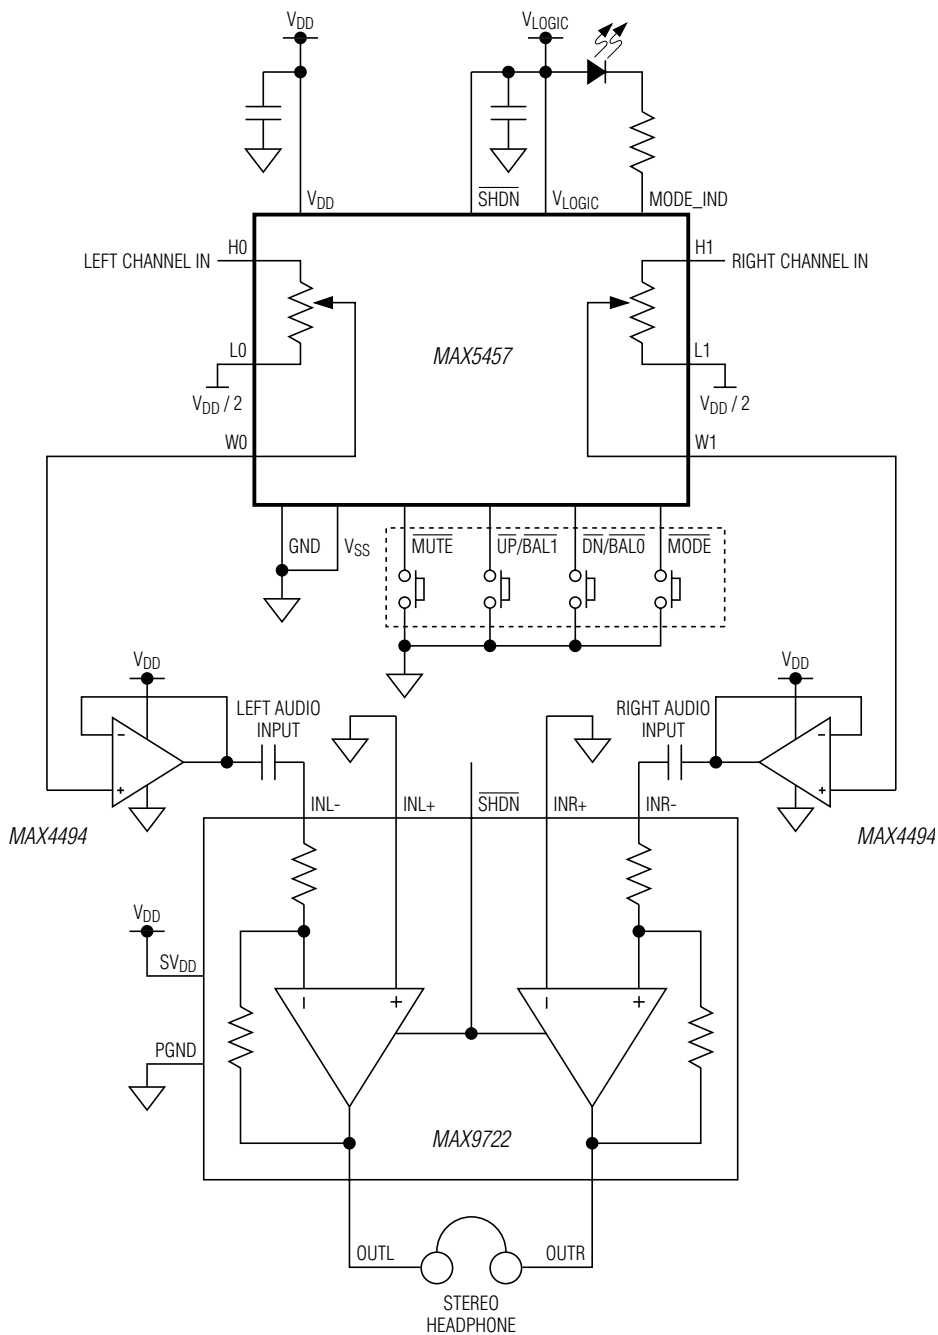 VDD
VLOGIC
VDD
SHDN
VLOGIC
MODE_IND
H0
H1
LEFT CHANNEL IN
RIGHT CHANNEL IN
MAX5457
L0
L1
VDD / 2
VDD / 2
W0
W1
GND
VSS
MUTE
UP/BAL1
DN/BAL0
MODE
VDD
VDD
LEFT AUDIO
INPUT
RIGHT AUDIO
INPUT
−
−
+
+
INL-
INL+
SHDN
INR+
INR-
MAX4494
MAX4494
VDD
SVDD
−
+
−
+
PGND
MAX9722
OUTL
OUTR
STEREO
HEADPHONE